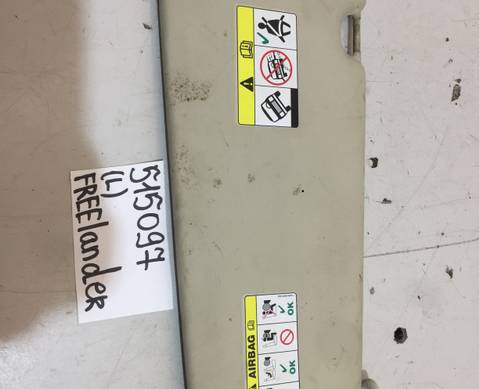 515097
(L)
FREElandeR
AIRBAG
OK
OK